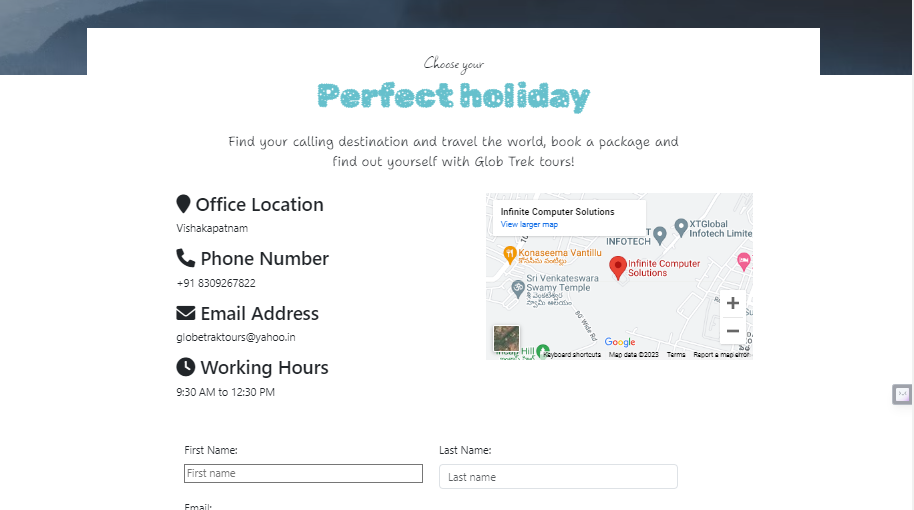 Choose your
Perfect holiday
Find your calling destination and travel the world, book a package and
find out yourself with Glob Trek tours!
Office Location
Vishakapatnam
Phone Number
+91 8309267822
Email Address
globetraktours@yahoo.in
Working Hours
9:30 AM to 12:30 PM
Infinite Computer Solutions
View larger map
INFOTECH
XTGlobal
Infotech Limite
Konaseema Vantillu
కోనసీమ వంటిల్లు
Infinite Computer
Solutions
Sri Venkateswara
Swamy Temple
శ్రీ వెంకటేశ్వర
స్వామి ఆలయం
80 Wide Rd
Hill
Google
Keyboard shortcuts
Map data ©2023
Terms
Report a map error
First Name:
Last Name:
First name
Last name
Email: